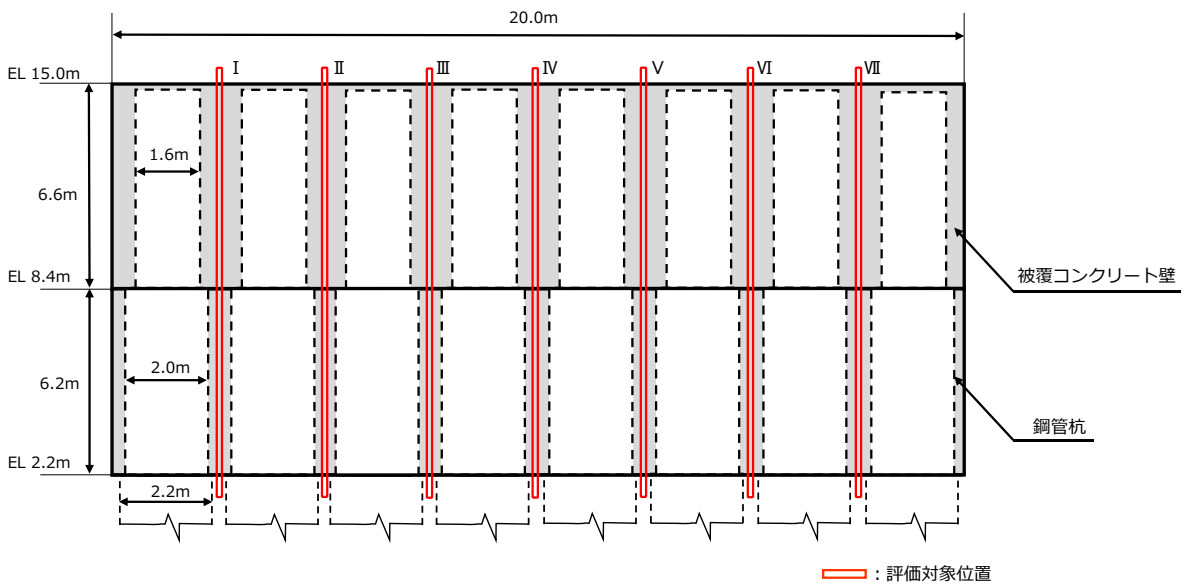 20.0m
EL 15.0m
Ⅰ
Ⅱ
Ⅲ
Ⅳ
Ⅴ
Ⅵ
Ⅶ
1.6m
6.6m
被覆コンクリート壁
EL 8.4m
2.0m
6.2m
鋼管杭
EL 2.2m
2.2m
：評価対象位置